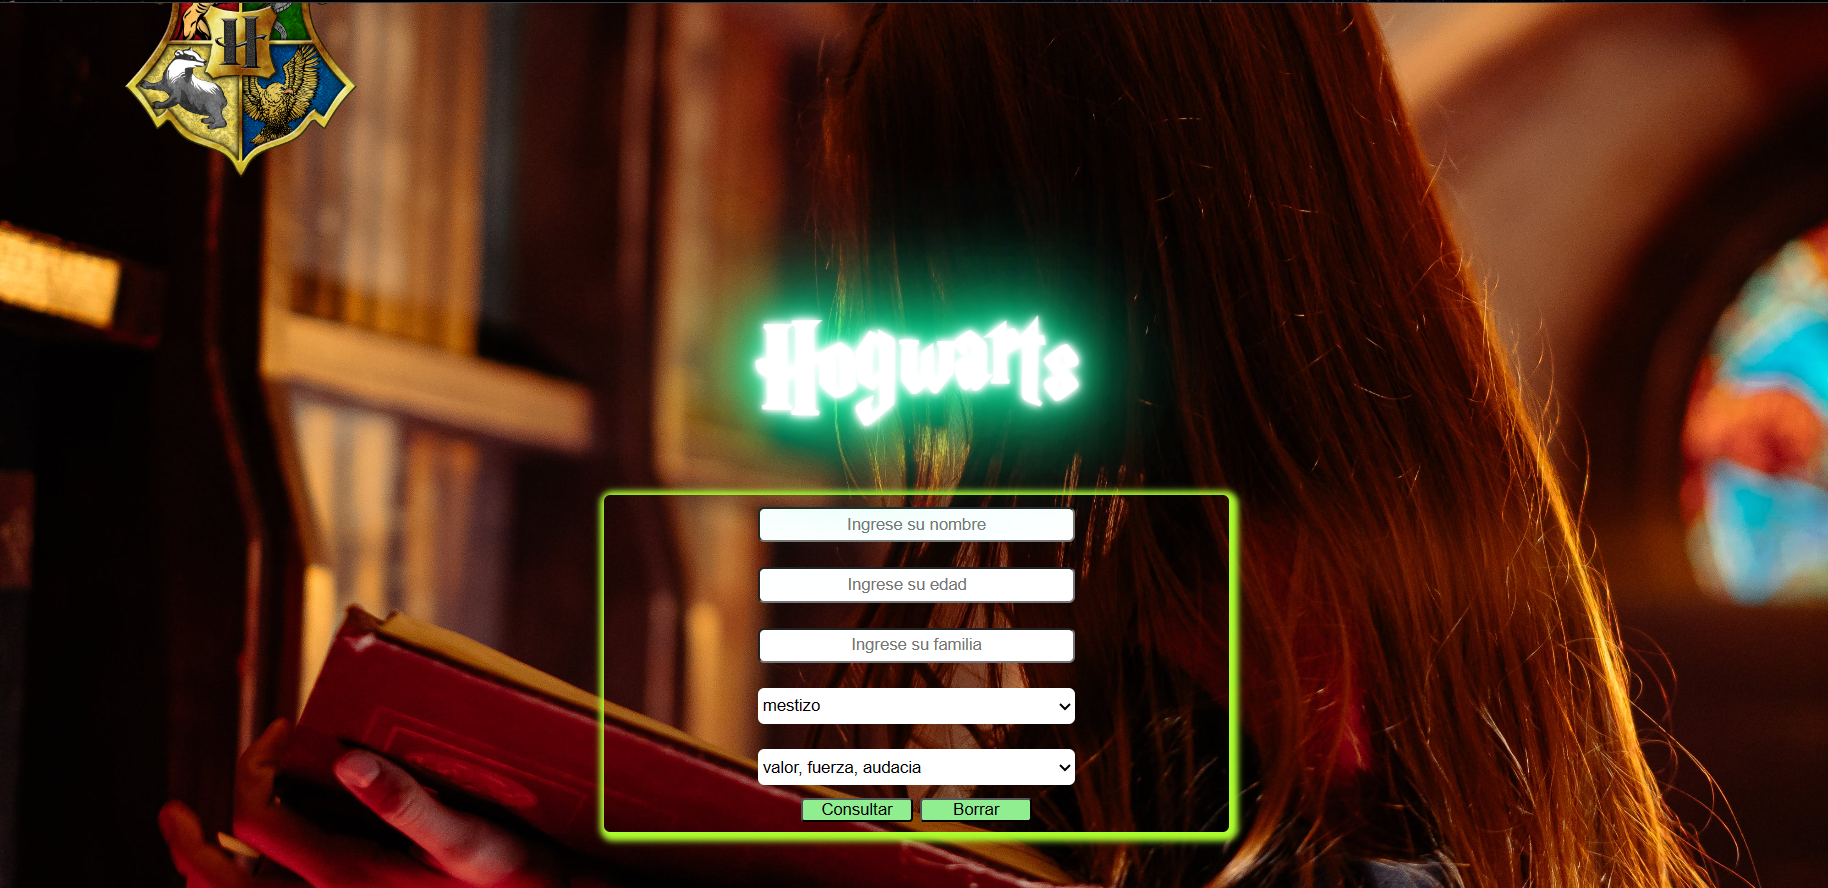 H
Hogwarts
Ingrese su nombre
Ingrese su edad
Ingrese su familia
mestizo
valor, fuerza, audacia
Consultar Borrar